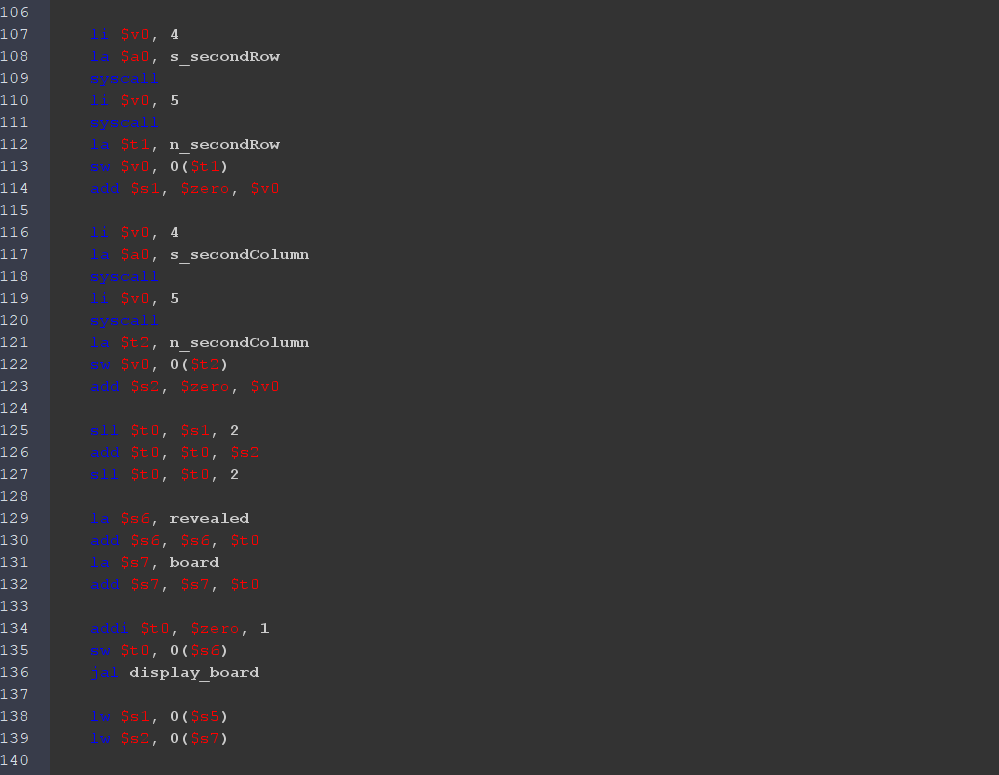 106
107 li $v0, 4
108 la $a0, s_secondRow
109 syscall
110 li $v0, 5
111 syscall
112 la $t1, n_secondRow
113 sw $v0, 0($t1)
114 add $s1, $zero, $v0
115
116 li $v0, 4
117 la $a0, s_secondColumn
118 syscall
119 li $v0, 5
120 syscall
121 la $t2, n_secondColumn
122 sw $v0, 0($t2)
123 add $s2, $zero, $v0
124
125 sll $t0, $s1, 2
126 add $t0, $t0, $s2
127 sll $t0, $t0, 2
128
129 la $s6, revealed
130 add $s6, $s6, $t0
131 la $s7, board
132 add $s7, $s7, $t0
133
134 addi $t0, $zero, 1
135 sw $t0, 0($s6)
136 jal display_board
137
138 lw $s1, 0($s5)
139 lw $s2, 0($s7)
140